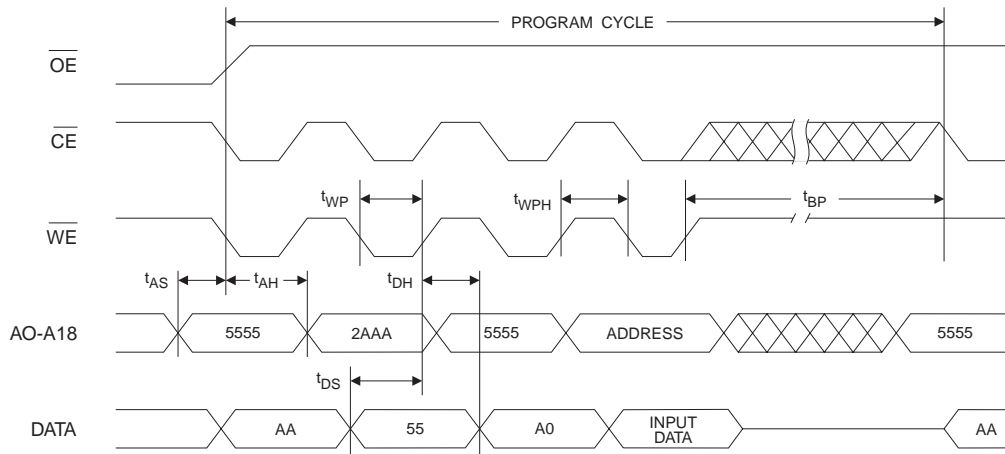 PROGRAM CYCLE
OE
CE
tWP
tWPH
tBP
WE
tAS
tAH
tDH
AO-A18
5555
2AAA
5555
ADDRESS
5555
tDS
DATA
AA
55
A0
INPUT
DATA
AA